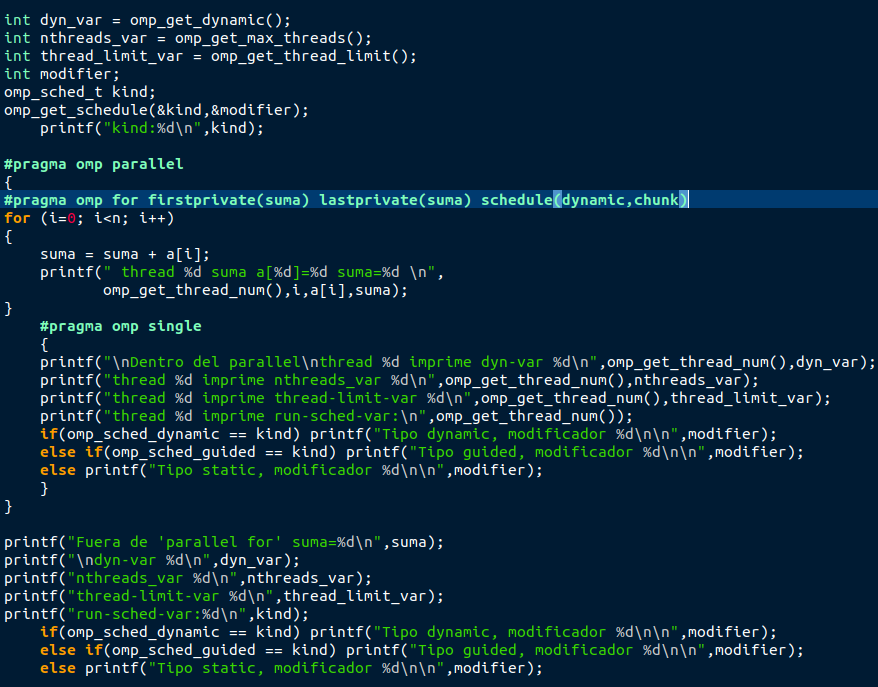 int dyn_var = omp_get_dynamic();
int nthreads_var = omp_get_max_threads();
int thread_limit_var = omp_get_thread_limit();
int modifier;
omp_sched_t kind;
omp_get_schedule(&kind,&modifier);
    printf("kind:%d\n",kind);

#pragma omp parallel
{
#pragma omp for firstprivate(suma) lastprivate(suma) schedule(dynamic,chunk)
for (i=0; i<n; i++)
{
    suma = suma + a[i];
    printf(" thread %d suma a[%d]=%d suma=%d \n",
           omp_get_thread_num(),i,a[i],suma);
}
    #pragma omp single
    {
    printf("\nDentro del parallel\nthread %d imprime dyn-var %d\n",omp_get_thread_num(),dyn_var);
    printf("thread %d imprime nthreads_var %d\n",omp_get_thread_num(),nthreads_var);
    printf("thread %d imprime thread-limit-var %d\n",omp_get_thread_num(),thread_limit_var);
    printf("thread %d imprime run-sched-var:\n",omp_get_thread_num());
    if(omp_sched_dynamic == kind) printf("Tipo dynamic, modificador %d\n\n",modifier);
    else if(omp_sched_guided == kind) printf("Tipo guided, modificador %d\n\n",modifier);
    else printf("Tipo static, modificador %d\n\n",modifier);
    }
}

printf("Fuera de 'parallel for' suma=%d\n",suma);
printf("\ndyn-var %d\n",dyn_var);
printf("nthreads_var %d\n",nthreads_var);
printf("thread-limit-var %d\n",thread_limit_var);
printf("run-sched-var:%d\n",kind);
    if(omp_sched_dynamic == kind) printf("Tipo dynamic, modificador %d\n\n",modifier);
    else if(omp_sched_guided == kind) printf("Tipo guided, modificador %d\n\n",modifier);
    else printf("Tipo static, modificador %d\n\n",modifier);